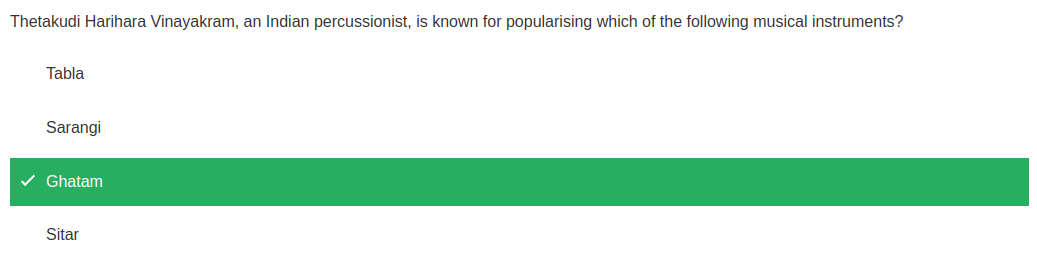 Thetakudi Harihara Vinayakram, an Indian percussionist, is known for popularising which of the following musical instruments?
Tabla
Sarangi
Ghatam
Sitar